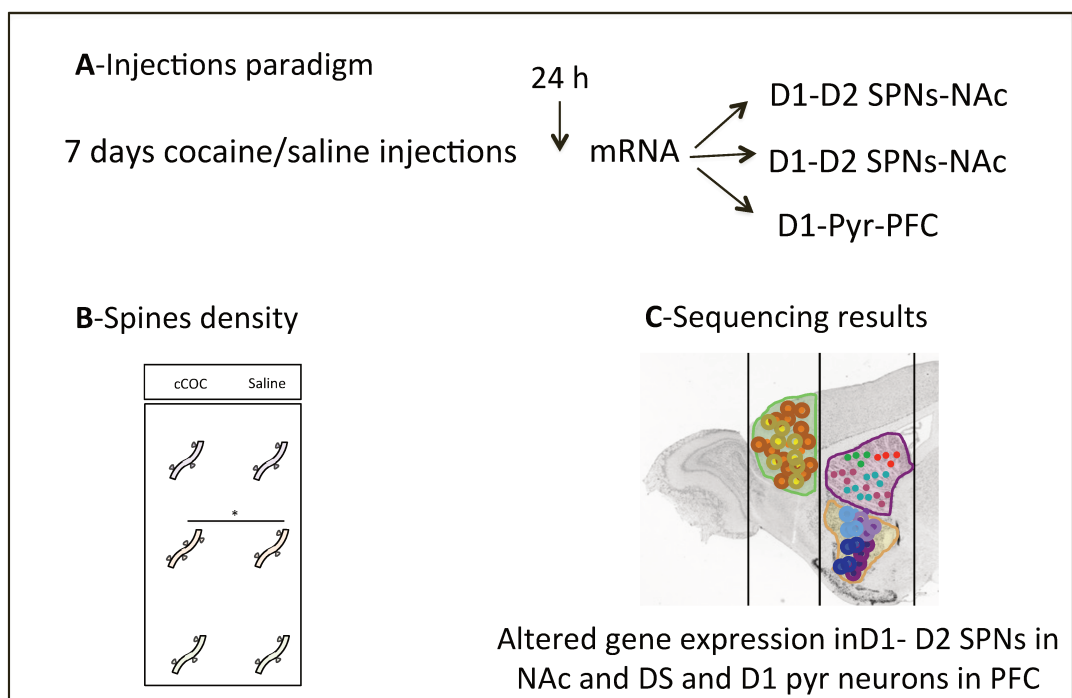 A-Injections paradigm
24 h
7 days cocaine/saline injections
mRNA
D1-D2 SPNs-NAc
D1-D2 SPNs-NAc
D1-Pyr-PFC
B-Spines density
cCOC Saline
*
C-Sequencing results
Altered gene expression inD1- D2 SPNs in
NAc and DS and D1 pyr neurons in PFC